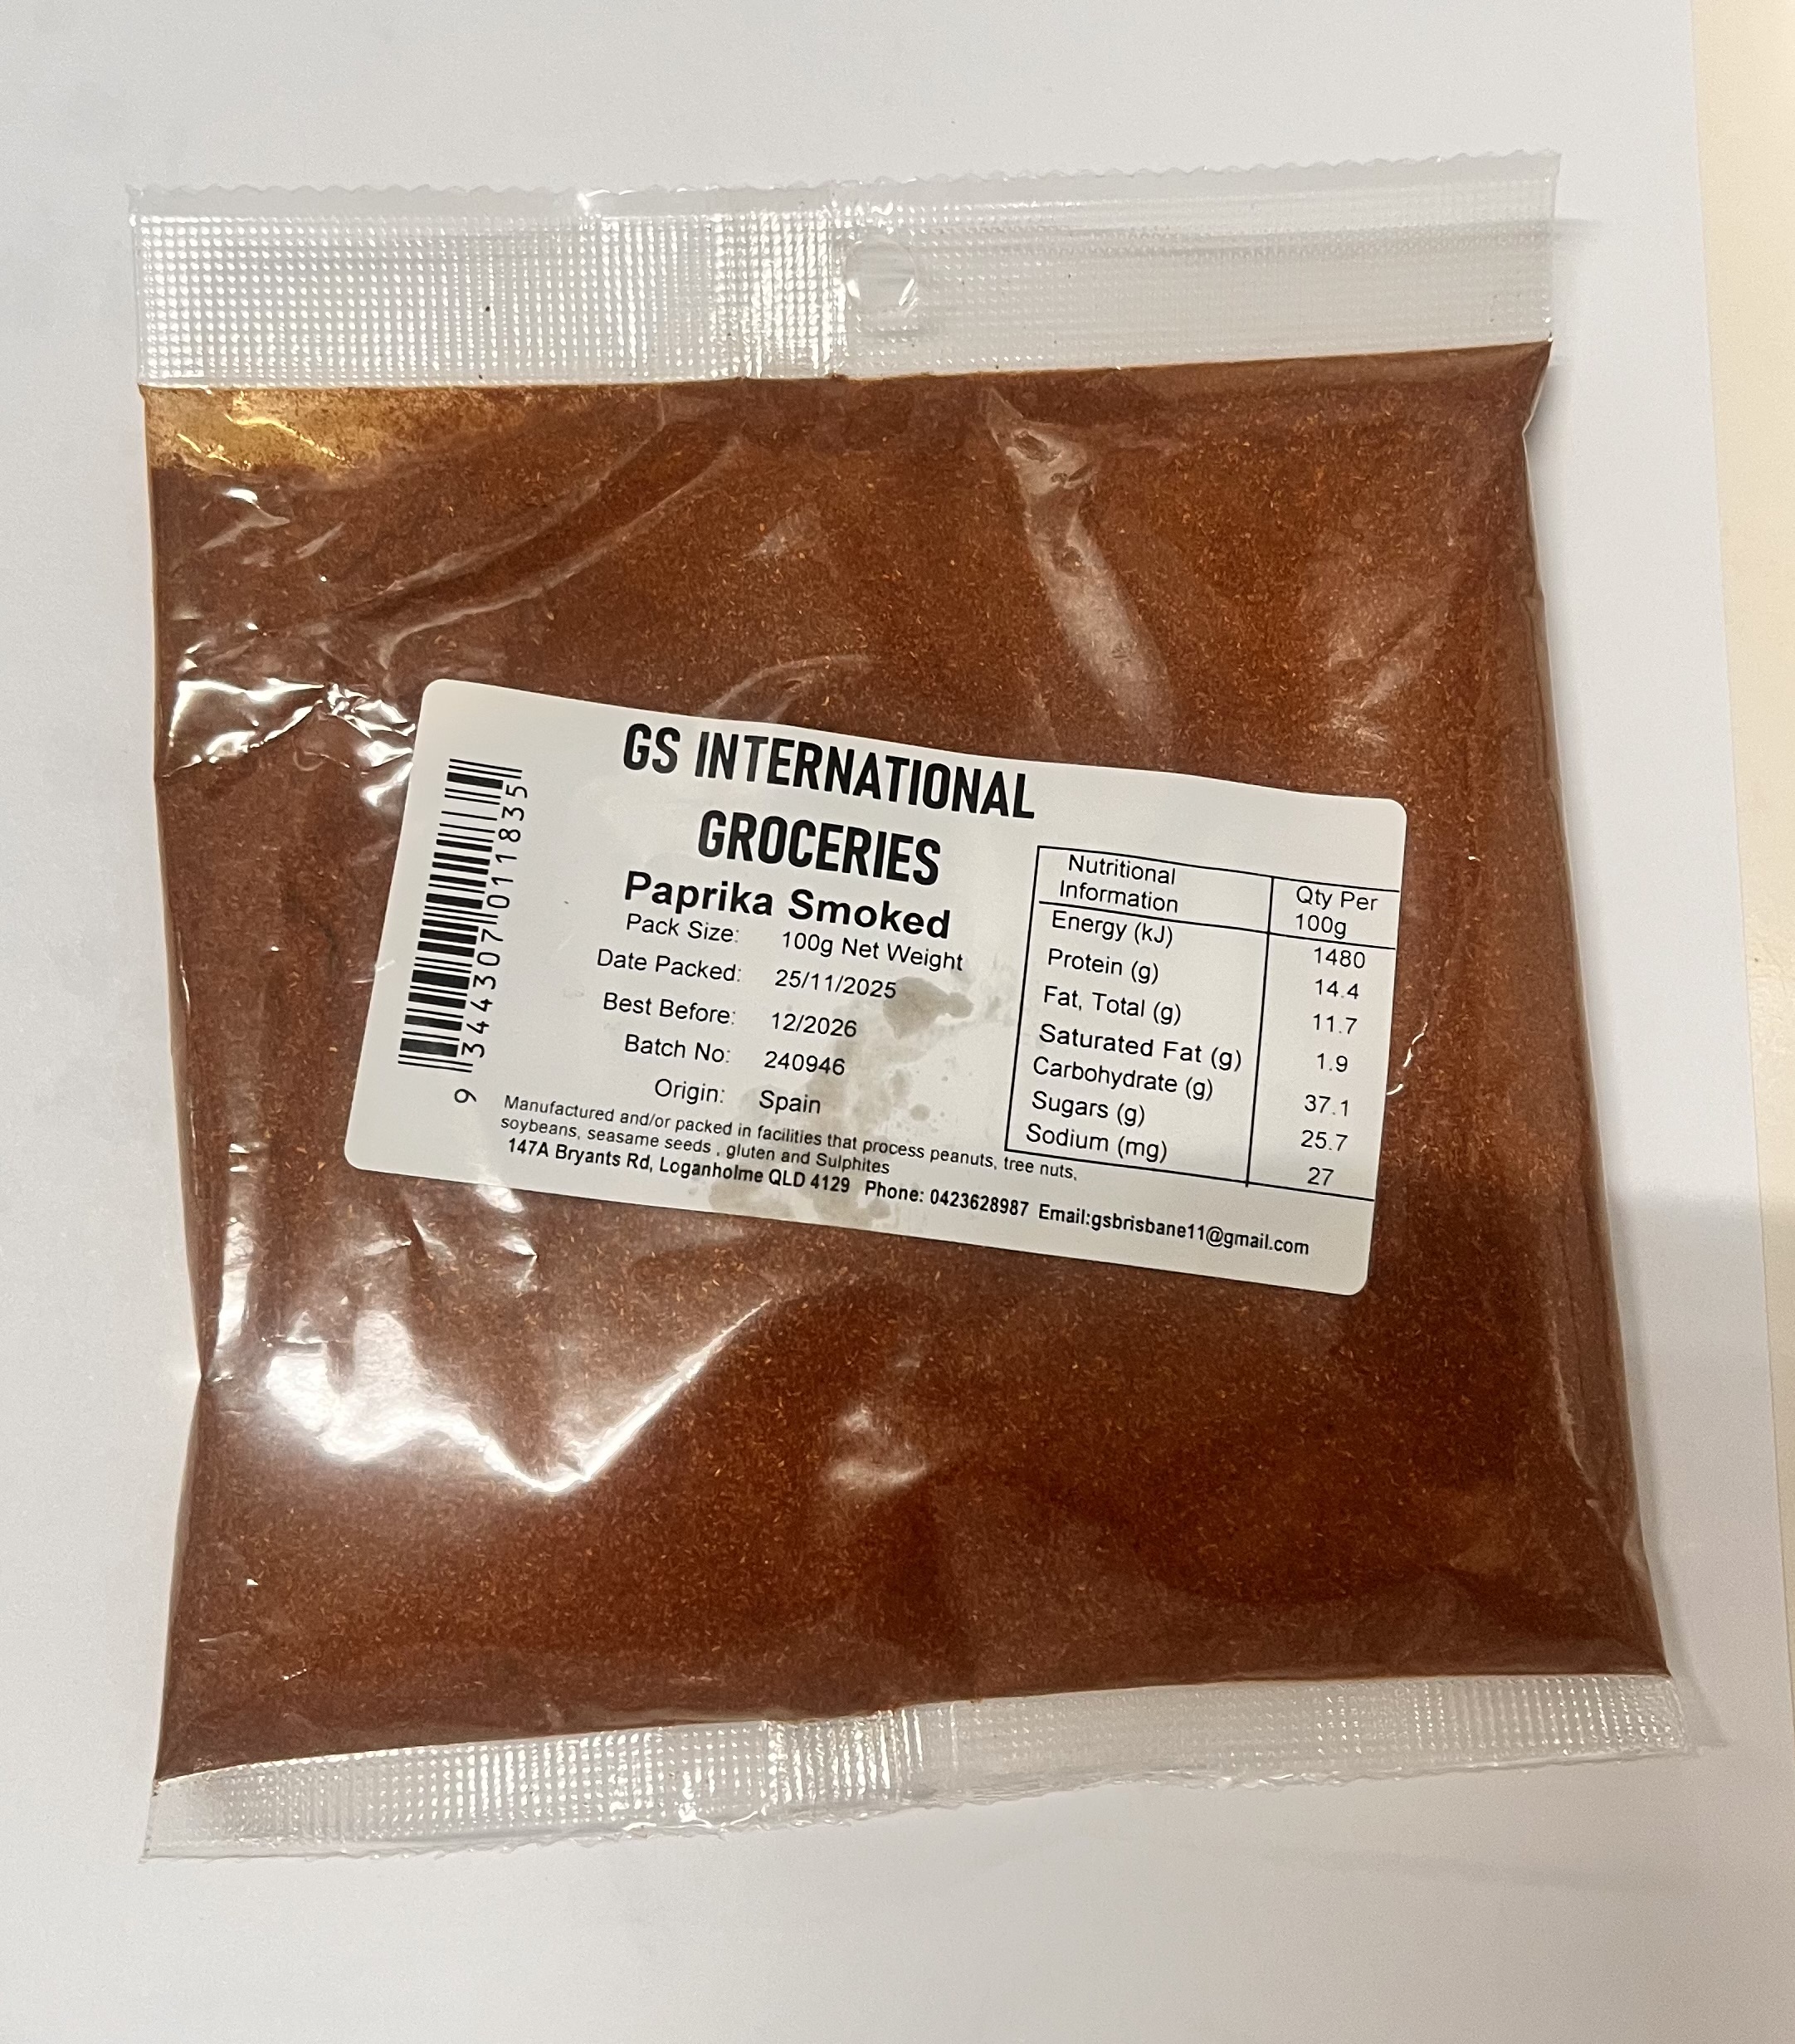 GS INTERNATIONAL
GROCERIES
Paprika Smoked
Pack Size: 100g Net Weight
Date Packed: 25/11/2025
Best Before: 12/2026
Batch No: 240946
Origin: Spain
Nutritional Information Qty Per 100g
Energy (kJ) 1480
Protein (g) 14.4
Fat, Total (g) 11.7
Saturated Fat (g) 1.9
Carbohydrate (g) 37.1
Sugars (g) 25.7
Sodium (mg) 27
Manufactured and/or packed in facilities that process peanuts, tree nuts,
soybeans, seasame seeds , gluten and Sulphites
147A Bryants Rd, Loganholme QLD 4129 Phone: 0423628987 Email:gsbrisbane11@gmail.com
9 344307 011835